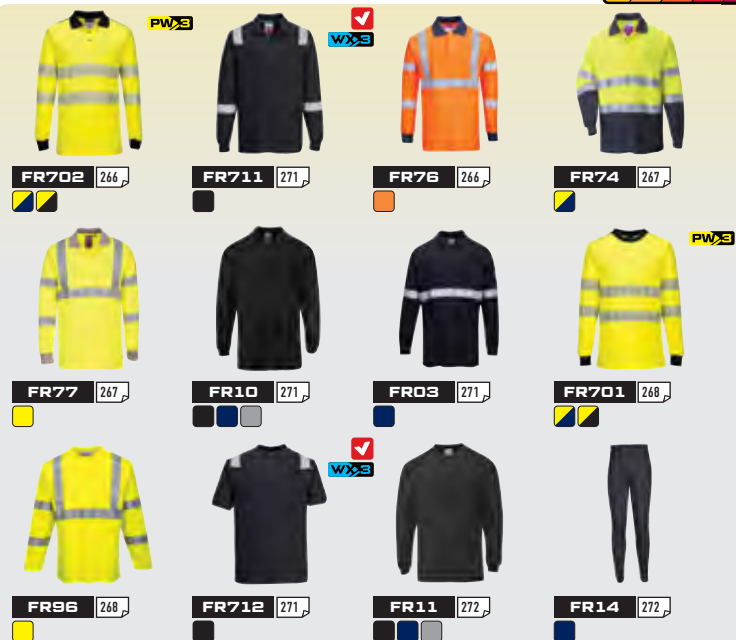 PW3
WX3
FR702 266
FR711 271
FR76 266
FR74 267
PW3
FR77 267
FR10 271
FR03 271
FR701 268
WX3
FR96 268
FR712 271
FR11 272
FR14 272